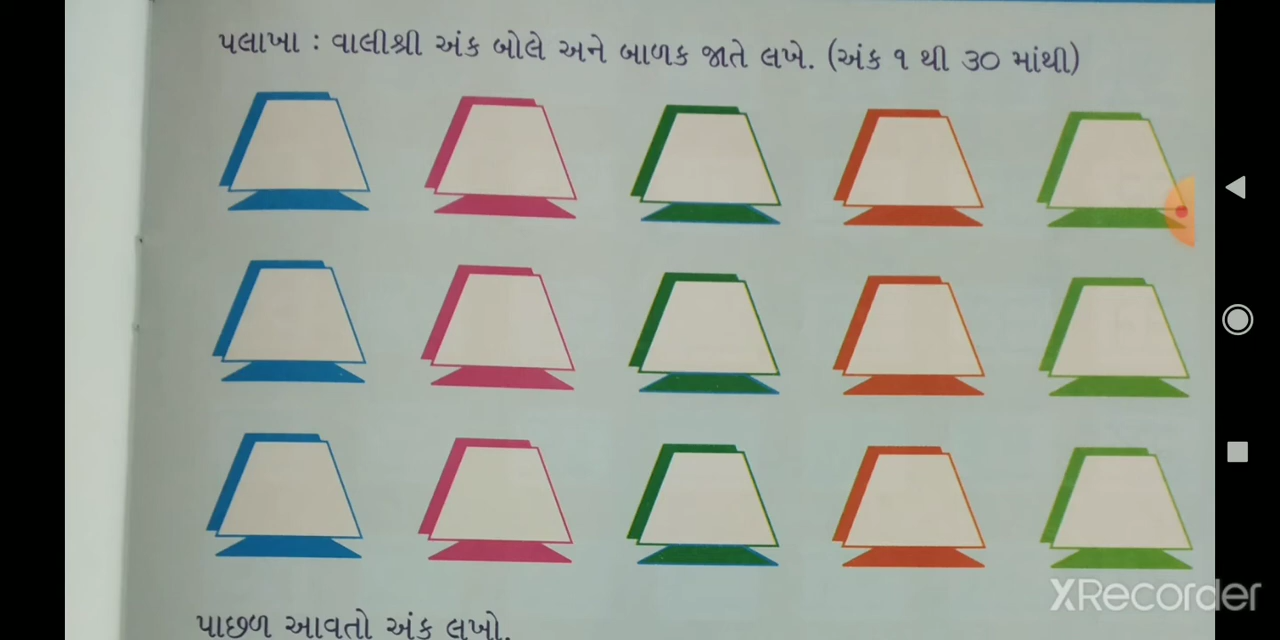 પલાખા : વાલીશ્રી અંક બોલે અને બાળક જાતે લખે. (અંક ૧ થી ૩૦ માંથી)
પાછળ આવતો અંક લખો.
XRecorder